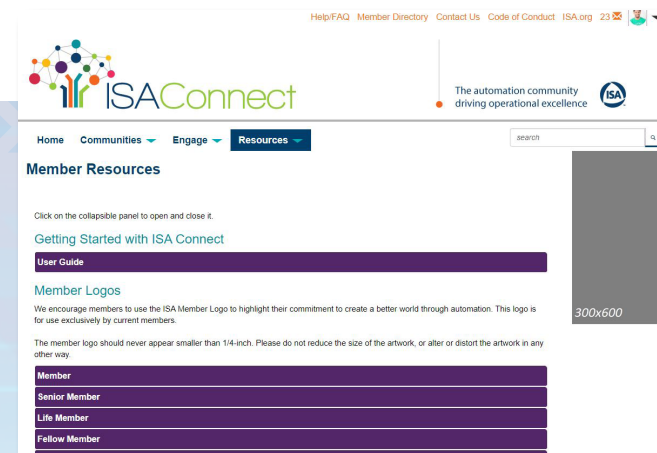 Help/FAQ Member Directory Contact Us Code of Conduct ISA.org 23
ISAConnect
The automation community
driving operational excellence
ISA
Home Communities Engage Resources
search
Member Resources
Click on the collapsible panel to open and close it.
Getting Started with ISA Connect
User Guide
Member Logos
We encourage members to use the ISA Member Logo to highlight their commitment to create a better world through automation. This logo is
for use exclusively by current members.
300x600
The member logo should never appear smaller than 1/4-inch. Please do not reduce the size of the artwork, or alter or distort the artwork in any
other way.
Member
Senior Member
Life Member
Fellow Member